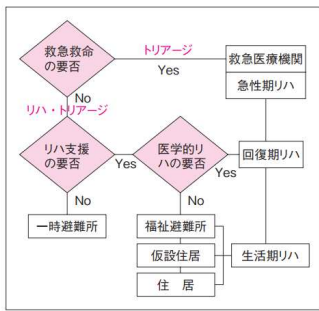 救急救命
の要否
トリアージ
Yes
救急医療機関
急性期リハ
No
リハ・トリアージ
リハ支援
の要否
Yes
医学的リ
ハの要否
Yes
回復期リハ
No
No
一時避難所
福祉避難所
仮設住居
生活期リハ
住　居